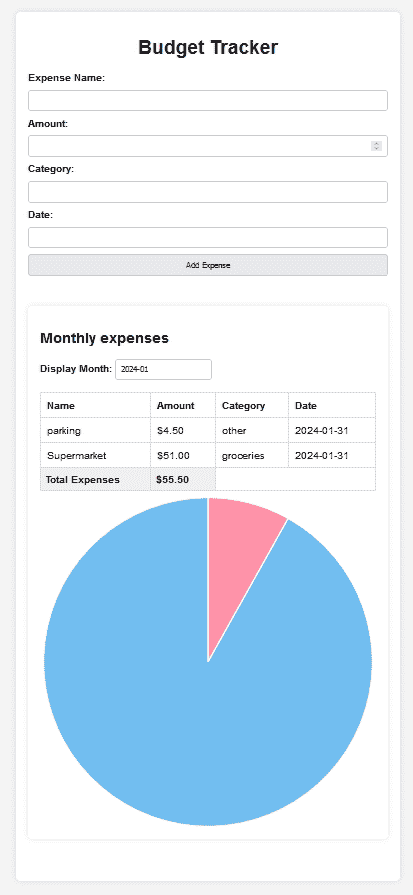 Budget Tracker
Expense Name:
Amount:
Category:
Date:
Add Expense
Monthly expenses
Display Month: 2024-01
Name Amount Category Date
parking $4.50 other 2024-01-31
Supermarket $51.00 groceries 2024-01-31
Total Expenses $55.50